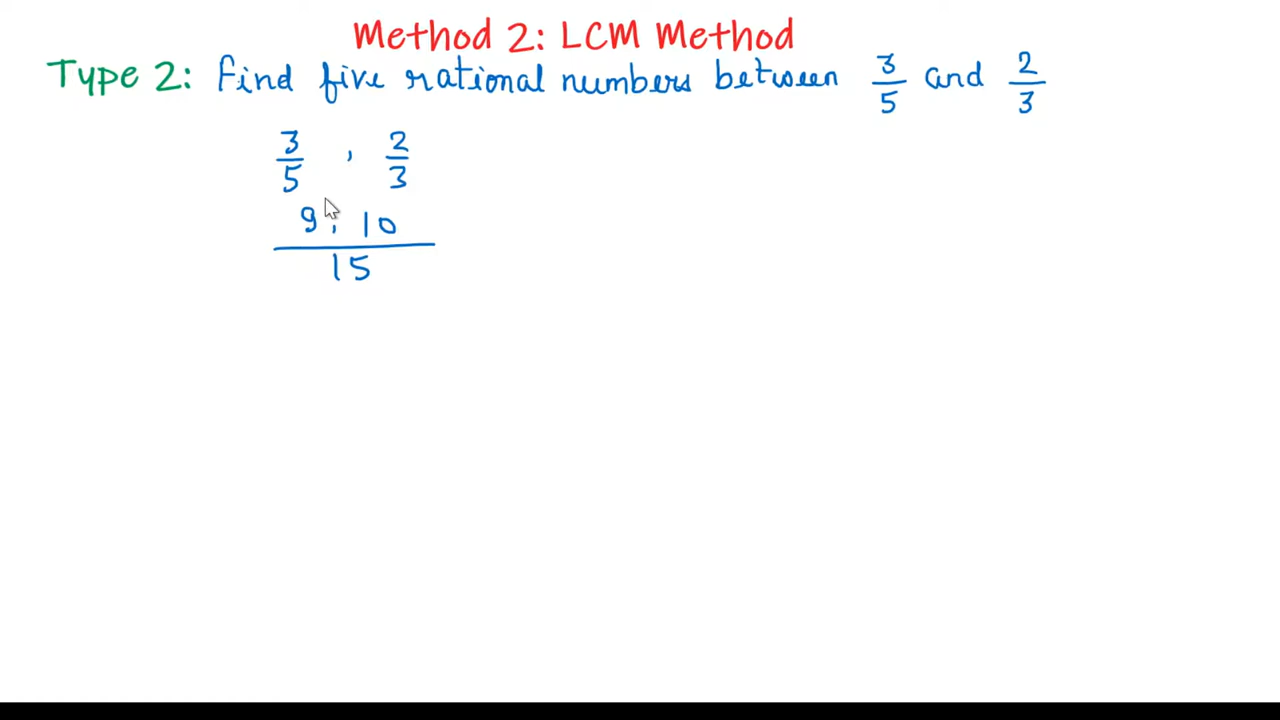 Method 2: LCM Method
Type 2: Find five rational numbers between 3/5 and 2/3
3/5 , 2/3
9, 10
15